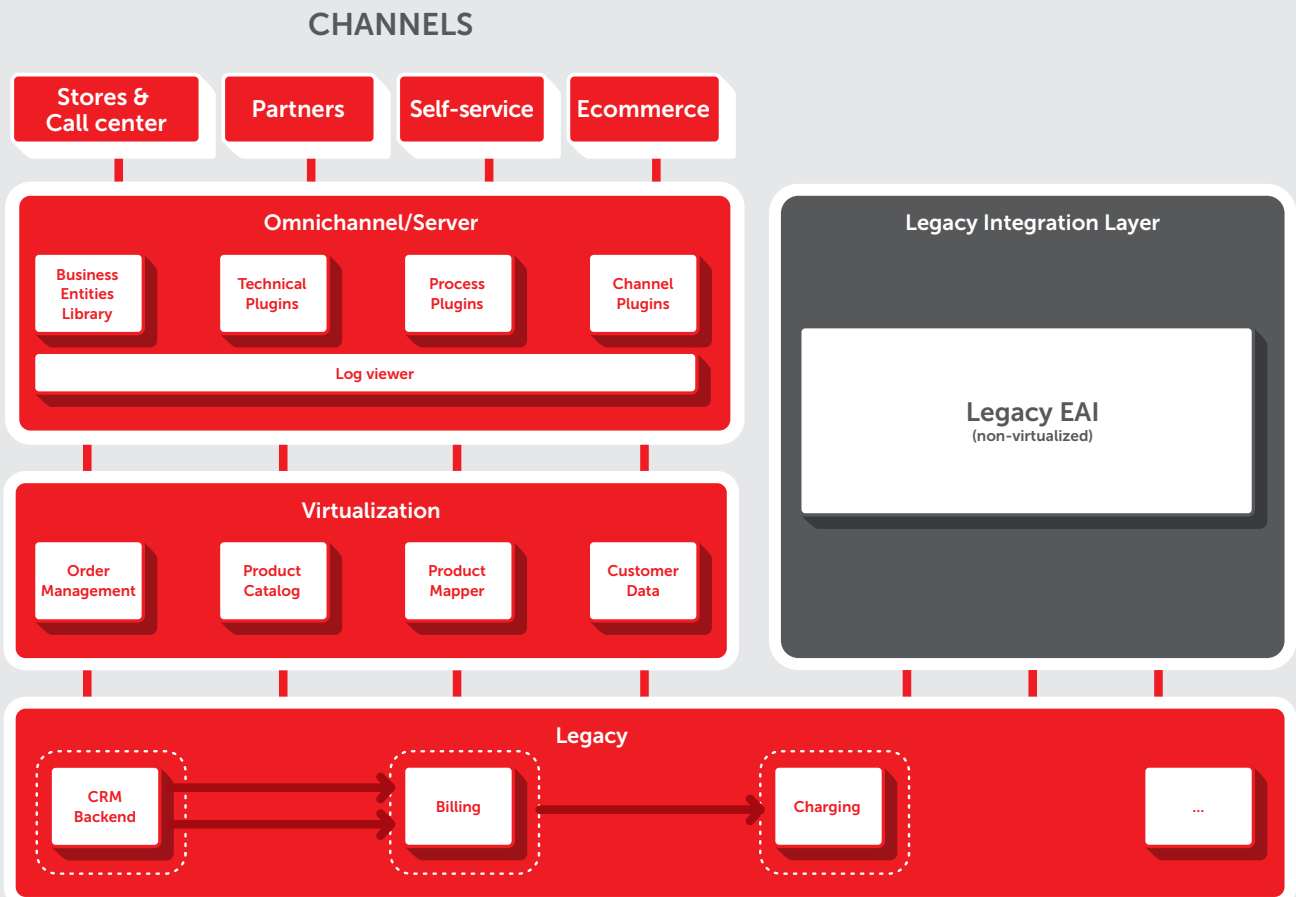 CHANNELS
Stores &
Call center
Partners
Self-service
Ecommerce
Omnichannel/Server
Business
Entities
Library
Technical
Plugins
Process
Plugins
Channel
Plugins
Log viewer
Legacy Integration Layer
Legacy EAI
(non-virtualized)
Virtualization
Order
Management
Product
Catalog
Product
Mapper
Customer
Data
Legacy
CRM
Backend
Billing
Charging
...